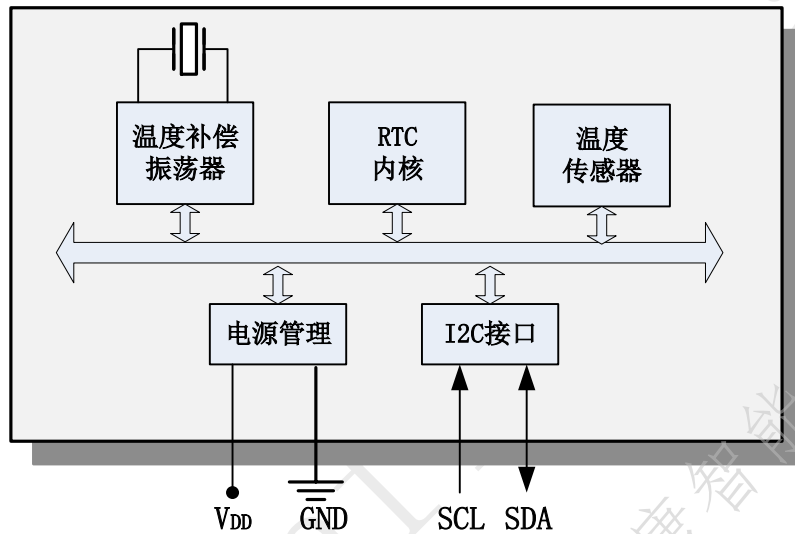 温度补偿
振荡器
RTC
内核
温度
传感器
电源管理
I2C接口
VDD
GND
SCL
SDA